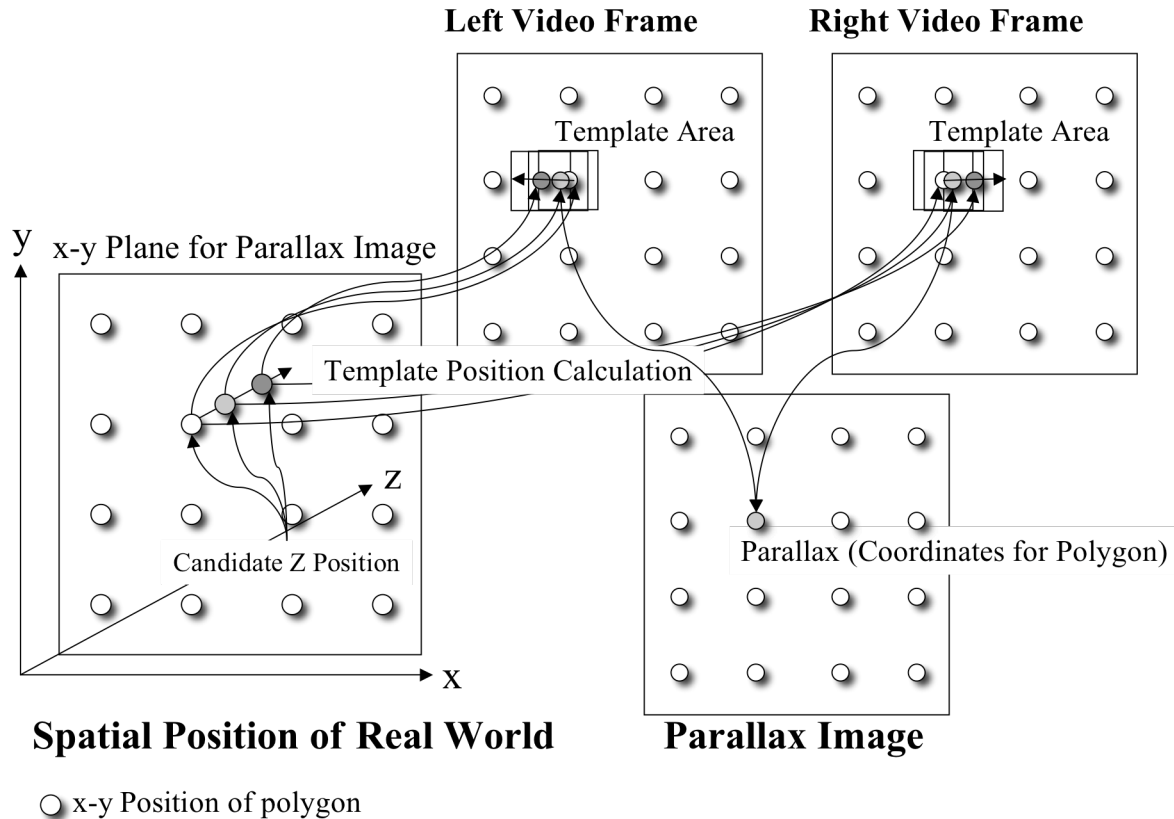 Left Video Frame
Right Video Frame
Template Area
Template Area
y
x-y Plane for Parallax Image
Template Position Calculation
z
Candidate Z Position
Parallax (Coordinates for Polygon)
x
Spatial Position of Real World
Parallax Image
x-y Position of polygon